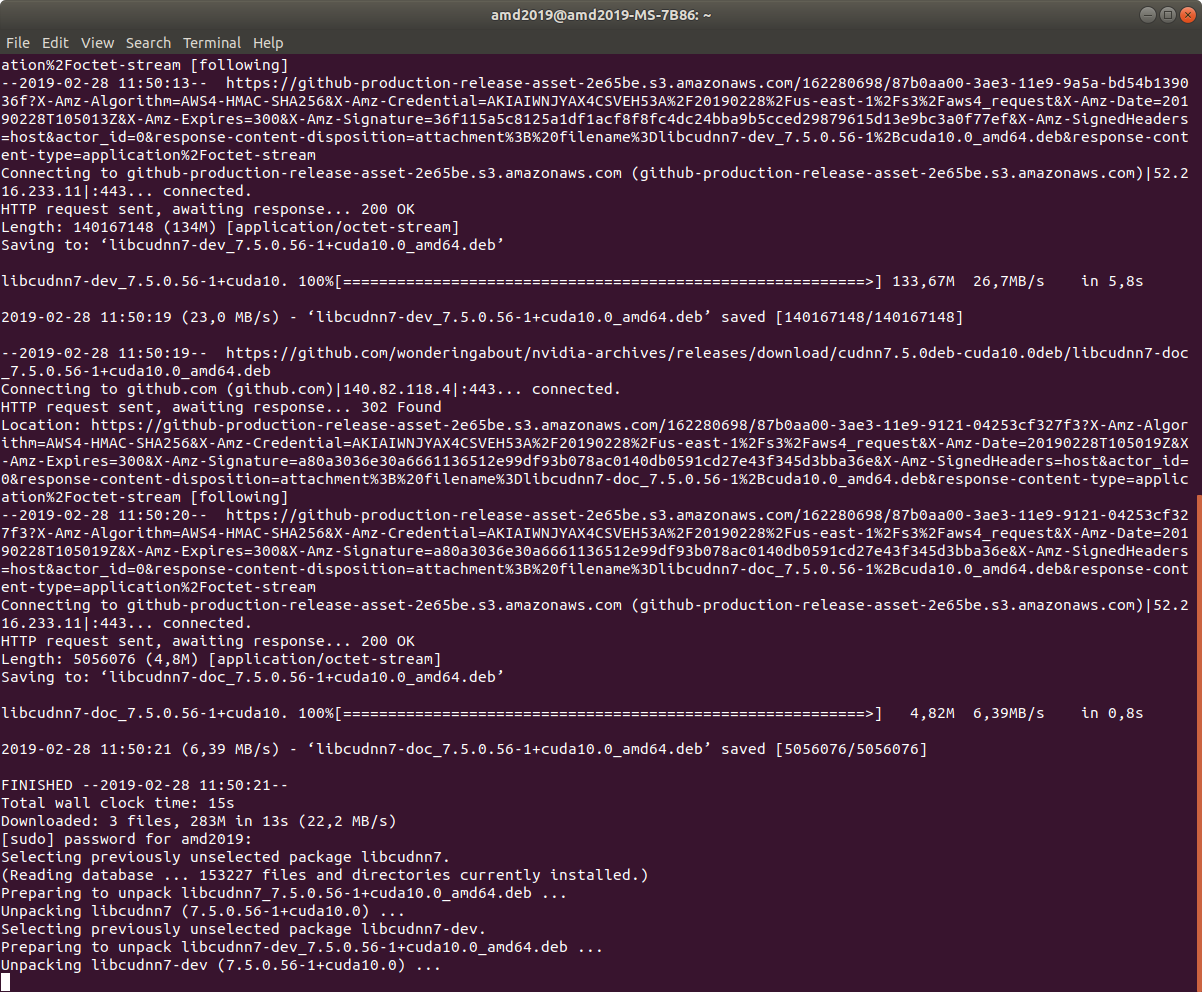 amd2019@amd2019-MS-7B86: ~
File Edit View Search Terminal Help
ation%2Foctet-stream [following]
--2019-02-28 11:50:13--  https://github-production-release-asset-2e65be.s3.amazonaws.com/162280698/87b0aa00-3ae3-11e9-9a5a-bd54b1390
36f?X-Amz-Algorithm=AWS4-HMAC-SHA256&X-Amz-Credential=AKIAIWNJYAX4CSVEH53A%2F20190228%2Fus-east-1%2Fs3%2Faws4_request&X-Amz-Date=201
90228T105013Z&X-Amz-Expires=300&X-Amz-Signature=36f115a5c8125a1df1acf8f8fc4dc24bba9b5cced29879615d13e9bc3a0f77ef&X-Amz-SignedHeaders
=host&actor_id=0&response-content-disposition=attachment%3B%20filename%3Dlibcudnn7-dev_7.5.0.56-1%2Bcuda10.0_amd64.deb&response-cont
ent-type=application%2Foctet-stream
Connecting to github-production-release-asset-2e65be.s3.amazonaws.com (github-production-release-asset-2e65be.s3.amazonaws.com)|52.2
16.233.11|:443... connected.
HTTP request sent, awaiting response... 200 OK
Length: 140167148 (134M) [application/octet-stream]
Saving to: ‘libcudnn7-dev_7.5.0.56-1+cuda10.0_amd64.deb’
libcudnn7-dev_7.5.0.56-1+cuda10. 100%[==========================================================>] 133,67M  26,7MB/s    in 5,8s
2019-02-28 11:50:19 (23,0 MB/s) - ‘libcudnn7-dev_7.5.0.56-1+cuda10.0_amd64.deb’ saved [140167148/140167148]
--2019-02-28 11:50:19--  https://github.com/wonderingabout/nvidia-archives/releases/download/cudnn7.5.0deb-cuda10.0deb/libcudnn7-doc
_7.5.0.56-1+cuda10.0_amd64.deb
Connecting to github.com (github.com)|140.82.118.4|:443... connected.
HTTP request sent, awaiting response... 302 Found
Location: https://github-production-release-asset-2e65be.s3.amazonaws.com/162280698/87b0aa00-3ae3-11e9-9121-04253cf327f3?X-Amz-Algor
ithm=AWS4-HMAC-SHA256&X-Amz-Credential=AKIAIWNJYAX4CSVEH53A%2F20190228%2Fus-east-1%2Fs3%2Faws4_request&X-Amz-Date=20190228T105019Z&X
-Amz-Expires=300&X-Amz-Signature=a80a3036e30a6661136512e99df93b078ac0140db0591cd27e43f345d3bba36e&X-Amz-SignedHeaders=host&actor_id=
0&response-content-disposition=attachment%3B%20filename%3Dlibcudnn7-doc_7.5.0.56-1%2Bcuda10.0_amd64.deb&response-content-type=applic
ation%2Foctet-stream [following]
--2019-02-28 11:50:20--  https://github-production-release-asset-2e65be.s3.amazonaws.com/162280698/87b0aa00-3ae3-11e9-9121-04253cf32
7f3?X-Amz-Algorithm=AWS4-HMAC-SHA256&X-Amz-Credential=AKIAIWNJYAX4CSVEH53A%2F20190228%2Fus-east-1%2Fs3%2Faws4_request&X-Amz-Date=201
90228T105019Z&X-Amz-Expires=300&X-Amz-Signature=a80a3036e30a6661136512e99df93b078ac0140db0591cd27e43f345d3bba36e&X-Amz-SignedHeaders
=host&actor_id=0&response-content-disposition=attachment%3B%20filename%3Dlibcudnn7-doc_7.5.0.56-1%2Bcuda10.0_amd64.deb&response-cont
ent-type=application%2Foctet-stream
Connecting to github-production-release-asset-2e65be.s3.amazonaws.com (github-production-release-asset-2e65be.s3.amazonaws.com)|52.2
16.233.11|:443... connected.
HTTP request sent, awaiting response... 200 OK
Length: 5056076 (4,8M) [application/octet-stream]
Saving to: ‘libcudnn7-doc_7.5.0.56-1+cuda10.0_amd64.deb’
libcudnn7-doc_7.5.0.56-1+cuda10. 100%[==========================================================>]   4,82M  6,39MB/s    in 0,8s
2019-02-28 11:50:21 (6,39 MB/s) - ‘libcudnn7-doc_7.5.0.56-1+cuda10.0_amd64.deb’ saved [5056076/5056076]
FINISHED --2019-02-28 11:50:21--
Total wall clock time: 15s
Downloaded: 3 files, 283M in 13s (22,2 MB/s)
[sudo] password for amd2019:
Selecting previously unselected package libcudnn7.
(Reading database ... 153227 files and directories currently installed.)
Preparing to unpack libcudnn7_7.5.0.56-1+cuda10.0_amd64.deb ...
Unpacking libcudnn7 (7.5.0.56-1+cuda10.0) ...
Selecting previously unselected package libcudnn7-dev.
Preparing to unpack libcudnn7-dev_7.5.0.56-1+cuda10.0_amd64.deb ...
Unpacking libcudnn7-dev (7.5.0.56-1+cuda10.0) ...